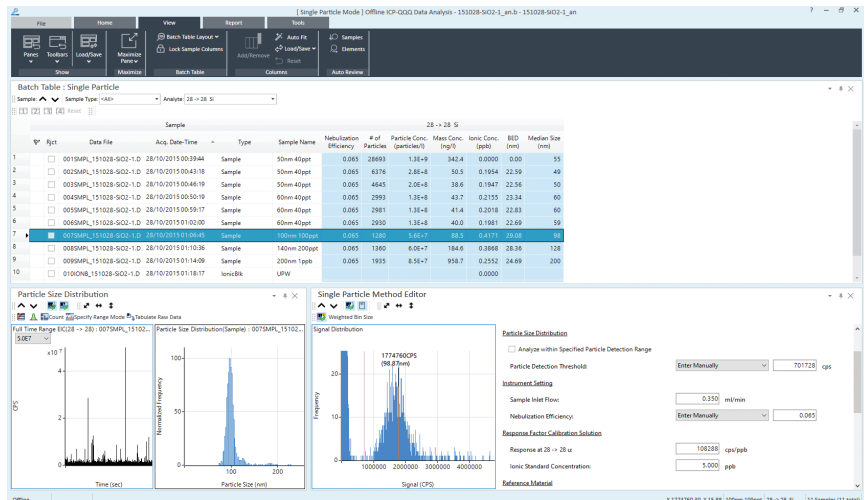 [ Single Particle Mode ] Offline ICP-QQQ Data Analysis - 151028-SiO2-1_an.b - 151028-SiO2-1_an
File Home View Report Tools
Panes Toolbars Load/Save Maximize Pane Batch Table Layout Lock Sample Columns Add/Remove Auto Fit Load/Save Reset Samples Elements
Show Maximize Batch Table Columns Auto Review
Batch Table : Single Particle
Sample: Sample Type: <All> Analyte: 28 -> 28 Si
1 2 3 4 Reset
Sample 28 -> 28 Si
Rjct Data File Acq. Date-Time Type Sample Name Nebulization Efficiency # of Particles Particle Conc. (particles/l) Mass Conc. (ng/l) Ionic Conc. (ppb) BED (nm) Median Size (nm)
1 001SMPL_151028-SiO2-1.D 28/10/2015 00:39:44 Sample 50nm 40ppt 0.065 28693 1.3E+9 342.4 0.0000 0.00 55
2 002SMPL_151028-SiO2-1.D 28/10/2015 00:43:18 Sample 50nm 40ppt 0.065 6376 2.8E+8 50.5 0.1954 22.59 49
3 003SMPL_151028-SiO2-1.D 28/10/2015 00:46:19 Sample 50nm 40ppt 0.065 4645 2.0E+8 38.6 0.1947 22.56 50
4 004SMPL_151028-SiO2-1.D 28/10/2015 00:50:19 Sample 60nm 40ppt 0.065 2993 1.3E+8 43.7 0.2155 23.34 60
5 005SMPL_151028-SiO2-1.D 28/10/2015 00:59:17 Sample 60nm 40ppt 0.065 2981 1.3E+8 41.4 0.2018 22.83 60
6 006SMPL_151028-SiO2-1.D 28/10/2015 01:02:00 Sample 60nm 40ppt 0.065 2930 1.3E+8 40.0 0.1981 22.69 59
7 007SMPL_151028-SiO2-1.D 28/10/2015 01:06:45 Sample 100nm 100ppt 0.065 1280 5.6E+7 88.5 0.4171 29.08 98
8 008SMPL_151028-SiO2-1.D 28/10/2015 01:10:36 Sample 140nm 200ppt 0.065 1360 6.0E+7 184.6 0.3868 28.36 128
9 009SMPL_151028-SiO2-1.D 28/10/2015 01:14:09 Sample 200nm 1ppb 0.065 1935 8.5E+7 958.7 0.2552 24.69 200
10 010IONB_151028-SiO2-1.D 28/10/2015 01:18:17 IonicBlk UPW 0.0000
Particle Size Distribution
Count Specify Range Mode Tabulate Raw Data
Full Time Range EIC(28 -> 28) : 007SMPL_1510...
5.0E7
x10 7
CPS
4
2
0
Time (sec)
Particle Size Distribution(Sample) : 007SMPL_15102...
Normalized Frequency
100
50
0
100 200
Particle Size (nm)
Single Particle Method Editor
Weighted Bin Size
Signal Distribution
1774760CPS
(98.87nm)
Frequency
20
10
0
1000000 2000000 3000000 4000000
Signal (CPS)
Particle Size Distribution
Analyze within Specified Particle Detection Range
Particle Detection Threshold: Enter Manually 701728 cps
Instrument Setting
Sample Inlet Flow: 0.350 ml/min
Nebulization Efficiency: Enter Manually 0.065
Response Factor Calibration Solution
Response at 28 -> 28 u: 108288 cps/ppb
Ionic Standard Concentration: 5.000 ppb
Reference Material